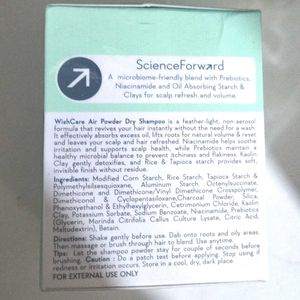 ScienceForward
A microbiome-friendly blend with Prebiotics,
Niacinamide and Oil Absorbing Starch &
Clays for scalp refresh and volume.
WishCare Air Powder Dry Shampoo is a feather-light, non-aerosol
formula that revives your hair instantly without the need for a wash.
It effectively absorbs excess oil, lifts roots for natural volume & reset
and leaves your scalp and hair refreshed. Niacinamide helps soothe
irritation and supports scalp health, while Prebiotics maintain
a healthy microbial balance to prevent itchiness and flakiness. Kaolin
Clay gently detoxifies, and Rice & Tapioca starch provides soft,
invisible finish without residue.
Ingredients: Modified Corn Starch, Rice Starch, Tapioca Starch &
Polymethylsilsesquioxane, Aluminum Starch Octenylsuccinate,
Dimethicone and Dimethicone/Vinyl Dimethicone Crosspolymer,
Dimethiconol & Cyclopentasiloxane, Charcoal Powder, Silica,
Phenoxyethanol & Ethylhexylglycerin, Cetrimonium Chloride, Kaolin
Clay, Potassium Sorbate, Sodium Benzoate, Niacinamide, Prebiotics
(Glycerin, Morinda Citrifolia Callus Culture Lysate, Citric Acid,
Maltodextrin), Betain.
Directions: Shake gently before use. Dab onto roots and oily areas.
Then massage or brush through hair to blend. Use anytime.
Tips: Let the shampoo powder stay for couple of seconds before
brushing. Caution : Do a patch test before applying. Stop using if
redness or irritation occurs. Store in a cool, dry, dark place.
FOR EXTERNAL USE ONLY